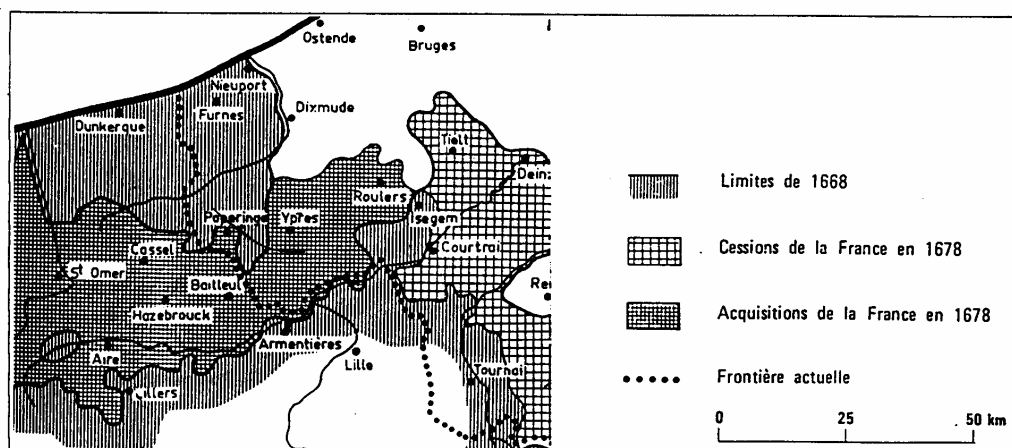 Ostende
Bruges
Nieuport
Furnes
Dunkerque
Dixmude
Tielt
Roulers
Isegem
Poperinge
Ypres
Courtrai
Cassel
St Omer
Bailleul
Hazebrouck
Armentières
Aire
Lille
Tournai
Limites de 1668
Cessions de la France en 1678
Acquisitions de la France en 1678
Frontière actuelle
0 25 50 km